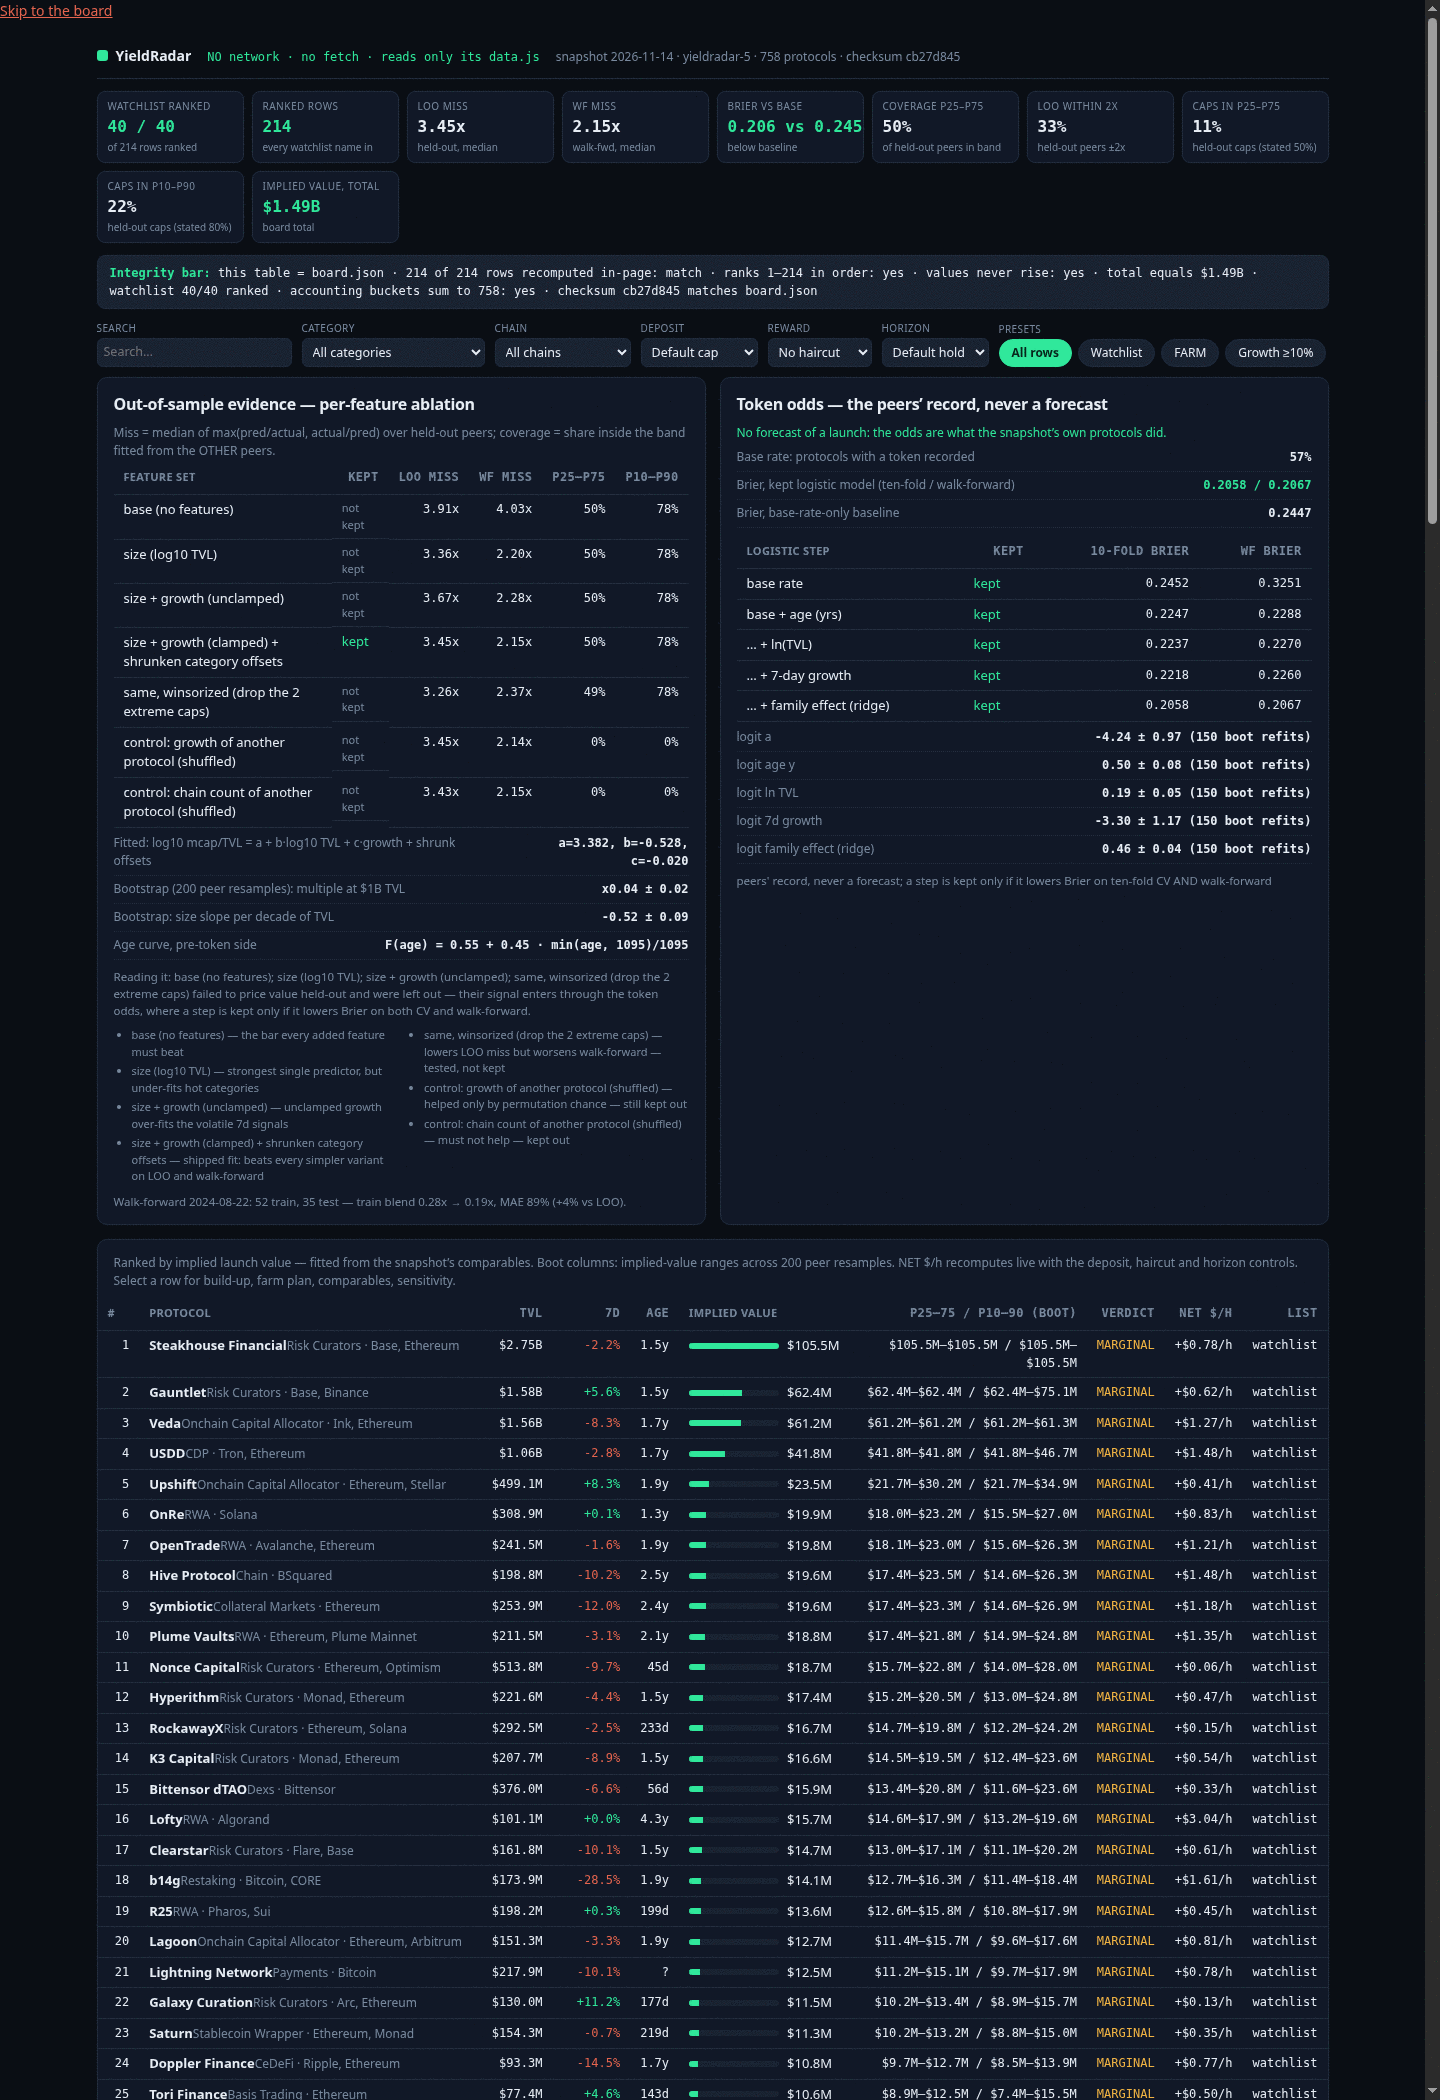 Skip to the board
YieldRadar NO network · no fetch · reads only its data.js snapshot 2026-11-14 · yieldradar-5 · 758 protocols · checksum cb27d845
WATCHLIST RANKED
40 / 40
of 214 rows ranked
RANKED ROWS
214
every watchlist name in
LOO MISS
3.45x
held-out, median
WF MISS
2.15x
walk-fwd, median
BRIER VS BASE
0.206 vs 0.245
below baseline
COVERAGE P25–P75
50%
of held-out peers in band
LOO WITHIN 2X
33%
held-out peers ±2x
CAPS IN P25–P75
11%
held-out caps (stated 50%)
CAPS IN P10–P90
22%
held-out caps (stated 80%)
IMPLIED VALUE, TOTAL
$1.49B
board total
Integrity bar: this table = board.json · 214 of 214 rows recomputed in-page: match · ranks 1–214 in order: yes · values never rise: yes · total equals $1.49B ·
watchlist 40/40 ranked · accounting buckets sum to 758: yes · checksum cb27d845 matches board.json
SEARCH CATEGORY CHAIN DEPOSIT REWARD HORIZON PRESETS
Search... All categories All chains Default cap No haircut Default hold All rows Watchlist FARM Growth ≥10%
Out-of-sample evidence — per-feature ablation
Miss = median of max(pred/actual, actual/pred) over held-out peers; coverage = share inside the band
fitted from the OTHER peers.
FEATURE SET KEPT LOO MISS WF MISS P25–P75 P10–P90
base (no features) not kept 3.91x 4.03x 50% 78%
size (log10 TVL) not kept 3.36x 2.20x 50% 78%
size + growth (unclamped) not kept 3.67x 2.28x 50% 78%
size + growth (clamped) + kept 3.45x 2.15x 50% 78%
shrunken category offsets
same, winsorized (drop the 2 not kept 3.26x 2.37x 49% 78%
extreme caps)
control: growth of another not kept 3.45x 2.14x 0% 0%
protocol (shuffled)
control: chain count of another not kept 3.43x 2.15x 0% 0%
protocol (shuffled)
Fitted: log10 mcap/TVL = a + b·log10 TVL + c·growth + shrunk a=3.382, b=-0.528,
offsets c=-0.020
Bootstrap (200 peer resamples): multiple at $1B TVL x0.04 ± 0.02
Bootstrap: size slope per decade of TVL -0.52 ± 0.09
Age curve, pre-token side F(age) = 0.55 + 0.45 · min(age, 1095)/1095
Reading it: base (no features); size (log10 TVL); size + growth (unclamped); same, winsorized (drop the 2
extreme caps) failed to price value held-out and were left out — their signal enters through the token
odds, where a step is kept only if it lowers Brier on both CV and walk-forward.
• base (no features) — the bar every added feature
must beat
• size (log10 TVL) — strongest single predictor, but
under-fits hot categories
• size + growth (unclamped) — unclamped growth
over-fits the volatile 7d signals
• size + growth (clamped) + shrunken category
offsets — shipped fit: beats every simpler variant
on LOO and walk-forward
• same, winsorized (drop the 2 extreme caps) —
lowers LOO miss but worsens walk-forward —
tested, not kept
• control: growth of another protocol (shuffled) —
helped only by permutation chance — still kept out
• control: chain count of another protocol (shuffled)
— must not help — kept out
Walk-forward 2024-08-22: 52 train, 35 test — train blend 0.28x → 0.19x, MAE 89% (+4% vs LOO).
Token odds — the peers’ record, never a forecast
No forecast of a launch: the odds are what the snapshot’s own protocols did.
Base rate: protocols with a token recorded 57%
Brier, kept logistic model (ten-fold / walk-forward) 0.2058 / 0.2067
Brier, base-rate-only baseline 0.2447
LOGISTIC STEP KEPT 10-FOLD BRIER WF BRIER
base rate kept 0.2452 0.3251
base + age (yrs) kept 0.2247 0.2288
... + ln(TVL) kept 0.2237 0.2270
... + 7-day growth kept 0.2218 0.2260
... + family effect (ridge) kept 0.2058 0.2067
logit a -4.24 ± 0.97 (150 boot refits)
logit age y 0.50 ± 0.08 (150 boot refits)
logit ln TVL 0.19 ± 0.05 (150 boot refits)
logit 7d growth -3.30 ± 1.17 (150 boot refits)
logit family effect (ridge) 0.46 ± 0.04 (150 boot refits)
peers' record, never a forecast; a step is kept only if it lowers Brier on ten-fold CV AND walk-forward
Ranked by implied launch value — fitted from the snapshot’s comparables. Boot columns: implied-value ranges across 200 peer resamples. NET $/h recomputes live with the deposit, haircut and horizon controls.
Select a row for build-up, farm plan, comparables, sensitivity.
# PROTOCOL TVL 7D AGE IMPLIED VALUE P25–75 / P10–90 (BOOT) VERDICT NET $/H LIST
1 Steakhouse FinancialRisk Curators · Base, Ethereum $2.75B -2.2% 1.5y $105.5M $105.5M–$105.5M / $105.5M– MARGINAL +$0.78/h watchlist
$105.5M
2 GauntletRisk Curators · Base, Binance $1.58B +5.6% 1.5y $62.4M $62.4M–$62.4M / $62.4M–$75.1M MARGINAL +$0.62/h watchlist
3 VedaOnchain Capital Allocator · Ink, Ethereum $1.56B -8.3% 1.7y $61.2M $61.2M–$61.2M / $61.2M–$61.3M MARGINAL +$1.27/h watchlist
4 USDDCDP · Tron, Ethereum $1.06B -2.8% 1.7y $41.8M $41.8M–$41.8M / $41.8M–$46.7M MARGINAL +$1.48/h watchlist
5 UpshiftOnchain Capital Allocator · Ethereum, Stellar $499.1M +8.3% 1.9y $23.5M $21.7M–$30.2M / $21.7M–$34.9M MARGINAL +$0.41/h watchlist
6 OnReRWA · Solana $308.9M +0.1% 1.3y $19.9M $18.0M–$23.2M / $15.5M–$27.0M MARGINAL +$0.83/h watchlist
7 OpenTradeRWA · Avalanche, Ethereum $241.5M -1.6% 1.9y $19.8M $18.1M–$23.0M / $15.6M–$26.3M MARGINAL +$1.21/h watchlist
8 Hive ProtocolChain · BSquared $198.8M -10.2% 2.5y $19.6M $17.4M–$23.5M / $14.6M–$26.3M MARGINAL +$1.48/h watchlist
9 SymbioticCollateral Markets · Ethereum $253.9M -12.0% 2.4y $19.6M $17.4M–$23.3M / $14.6M–$26.9M MARGINAL +$1.18/h watchlist
10 Plume VaultsRWA · Ethereum, Plume Mainnet $211.5M -3.1% 2.1y $18.8M $17.4M–$21.8M / $14.9M–$24.8M MARGINAL +$1.35/h watchlist
11 Nonce CapitalRisk Curators · Ethereum, Optimism $513.8M -9.7% 45d $18.7M $15.7M–$22.8M / $14.0M–$28.0M MARGINAL +$0.06/h watchlist
12 HyperithmRisk Curators · Monad, Ethereum $221.6M -4.4% 1.5y $17.4M $15.2M–$20.5M / $13.0M–$24.8M MARGINAL +$0.47/h watchlist
13 RockawayXRisk Curators · Ethereum, Solana $292.5M -2.5% 233d $16.7M $14.7M–$19.8M / $12.2M–$24.2M MARGINAL +$0.15/h watchlist
14 K3 CapitalRisk Curators · Monad, Ethereum $207.7M -8.9% 1.5y $16.6M $14.5M–$19.5M / $12.4M–$23.6M MARGINAL +$0.54/h watchlist
15 Bittensor dTAODexs · Bittensor $376.0M -6.6% 56d $15.9M $13.4M–$20.8M / $11.6M–$23.6M MARGINAL +$0.33/h watchlist
16 LoftyRWA · Algorand $101.1M +0.0% 4.3y $15.7M $14.6M–$17.9M / $13.2M–$19.6M MARGINAL +$3.04/h watchlist
17 ClearstarRisk Curators · Flare, Base $161.8M -10.1% 1.5y $14.7M $13.0M–$17.1M / $11.1M–$20.2M MARGINAL +$0.61/h watchlist
18 b14gRestaking · Bitcoin, CORE $173.9M -28.5% 1.9y $14.1M $12.7M–$16.3M / $11.4M–$18.4M MARGINAL +$1.61/h watchlist
19 R25RWA · Pharos, Sui $198.2M +0.3% 199d $13.6M $12.6M–$15.8M / $10.8M–$17.9M MARGINAL +$0.45/h watchlist
20 LagoonOnchain Capital Allocator · Ethereum, Arbitrum $151.3M -3.3% 1.9y $12.7M $11.4M–$15.7M / $9.6M–$17.6M MARGINAL +$0.81/h watchlist
21 Lightning NetworkPayments · Bitcoin $217.9M -10.1% ? $12.5M $11.2M–$15.1M / $9.7M–$17.9M MARGINAL +$0.78/h watchlist
22 Galaxy CurationRisk Curators · Arc, Ethereum $130.0M +11.2% 177d $11.5M $10.2M–$13.4M / $8.9M–$15.7M MARGINAL +$0.13/h watchlist
23 SaturnStablecoin Wrapper · Ethereum, Monad $154.3M -0.7% 219d $11.3M $10.2M–$13.2M / $8.8M–$15.0M MARGINAL +$0.35/h watchlist
24 Doppler FinanceCeDeFi · Ripple, Ethereum $93.3M -14.5% 1.7y $10.8M $9.7M–$12.7M / $8.5M–$13.9M MARGINAL +$0.77/h watchlist
25 Tori FinanceBasis Trading · Ethereum $77.4M +4.6% 143d $10.6M $8.9M–$12.5M / $7.4M–$15.5M MARGINAL +$0.50/h watchlist